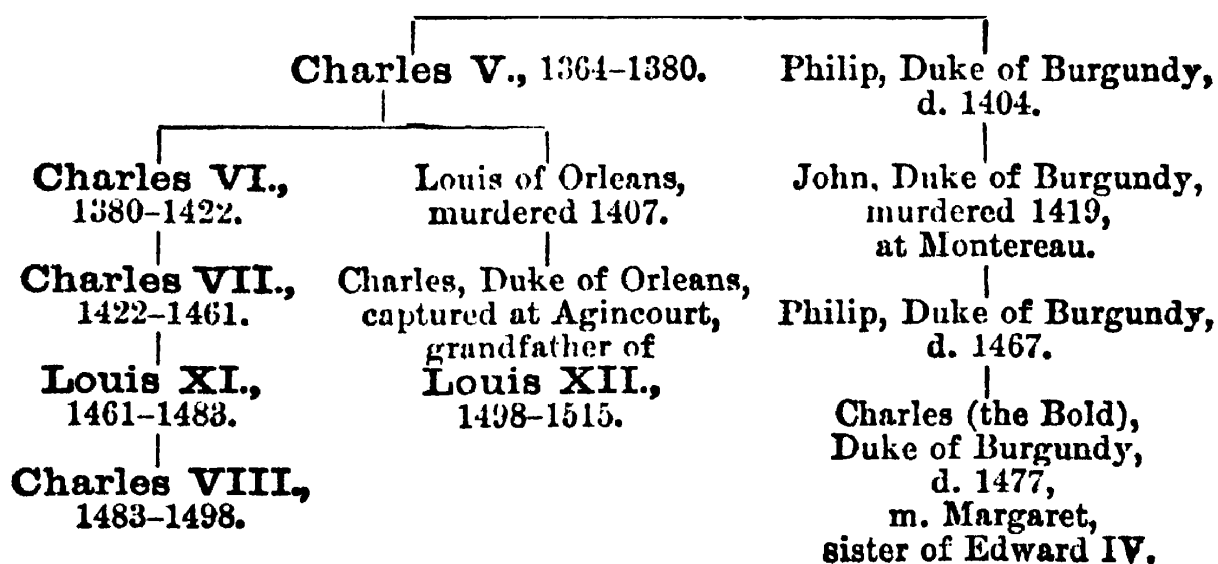 Charles V., 1364-1380.
Philip, Duke of Burgundy,
d. 1404.
Charles VI.,
1380-1422.
Louis of Orleans,
murdered 1407.
John, Duke of Burgundy,
murdered 1419,
at Montereau.
Charles VII.,
1422-1461.
Charles, Duke of Orleans,
captured at Agincourt,
grandfather of
Louis XII.,
1498-1515.
Philip, Duke of Burgundy,
d. 1467.
Louis XI.,
1461-1483.
Charles (the Bold),
Duke of Burgundy,
d. 1477,
m. Margaret,
sister of Edward IV.
Charles VIII.,
1483-1498.